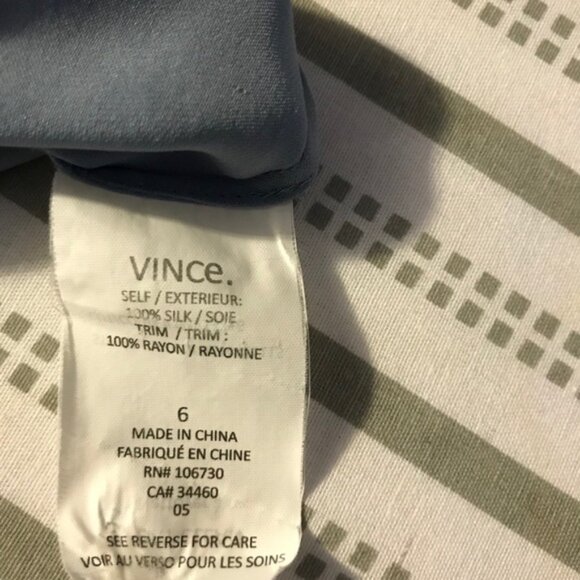 VINce.
SELF / EXTERIEUR:
100% SILK / SOIE
TRIM / TRIM :
100% RAYON / RAYONNE
6
MADE IN CHINA
FABRIQUÉ EN CHINE
RN# 106730
CA# 34460
05
SEE REVERSE FOR CARE
VOIR AU VERSO POUR LES SOINS